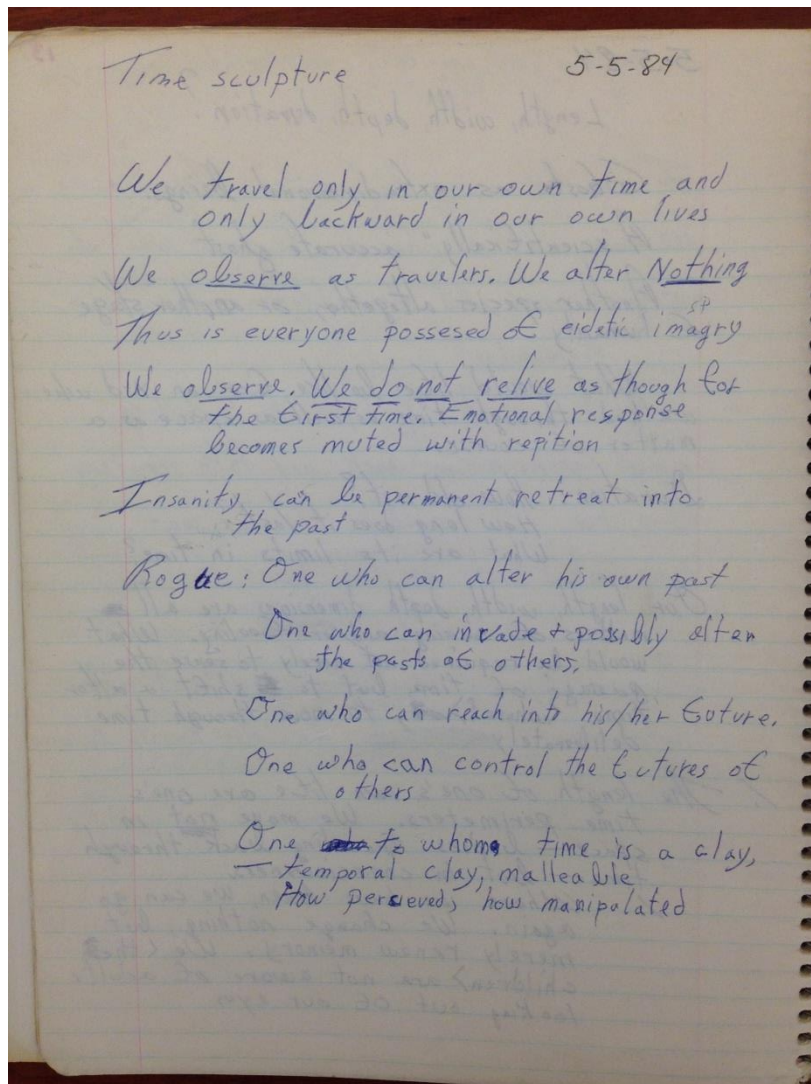 Time sculpture 5-5-84
We travel only in our own time, and
only backward in our own lives
We observe as travelers. We alter Nothing
sp
Thus is everyone possesed of eidetic imagry
We observe. We do not relive as though for
the first time. Emotional response
becomes muted with repition
Insanity can be permanent retreat into
the past
Rogue: One who can alter his own past
One who can invade + possibly alter
the pasts of others.
One who can reach into his/her future.
One who can control the futures of
others
One to whom time is a clay,
— temporal clay, malleable
How perseved, how manipulated